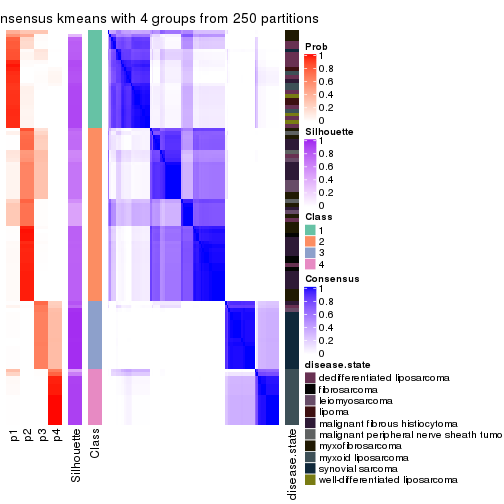 nsensus kmeans with 4 groups from 250 partitions
Prob
1
0.8
0.6
0.4
0.2
0
Silhouette
1
0.8
0.6
0.4
0.2
0
Class
1
2
3
4
Consensus
1
0.8
0.6
0.4
0.2
0
disease.state
dedifferentiated liposarcoma
fibrosarcoma
leiomyosarcoma
lipoma
malignant fibrous histiocytoma
malignant peripheral nerve sheath tumo
myxofibrosarcoma
myxoid liposarcoma
synovial sarcoma
well-differentiated liposarcoma
p1
p2
p3
p4
Silhouette
Class
disease.state